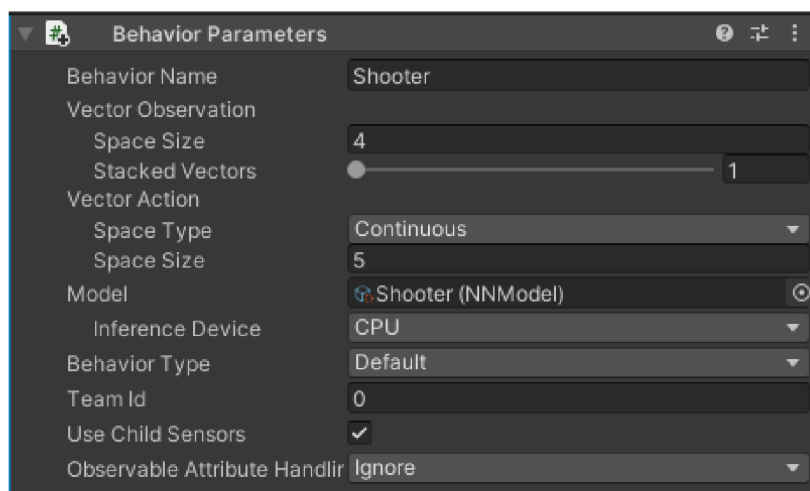 Behavior Parameters
Behavior Name Shooter
Vector Observation
Space Size 4
Stacked Vectors 1
Vector Action
Space Type Continuous
Space Size 5
Model Shooter (NNModel)
Inference Device CPU
Behavior Type Default
Team Id 0
Use Child Sensors
Observable Attribute Handlir Ignore